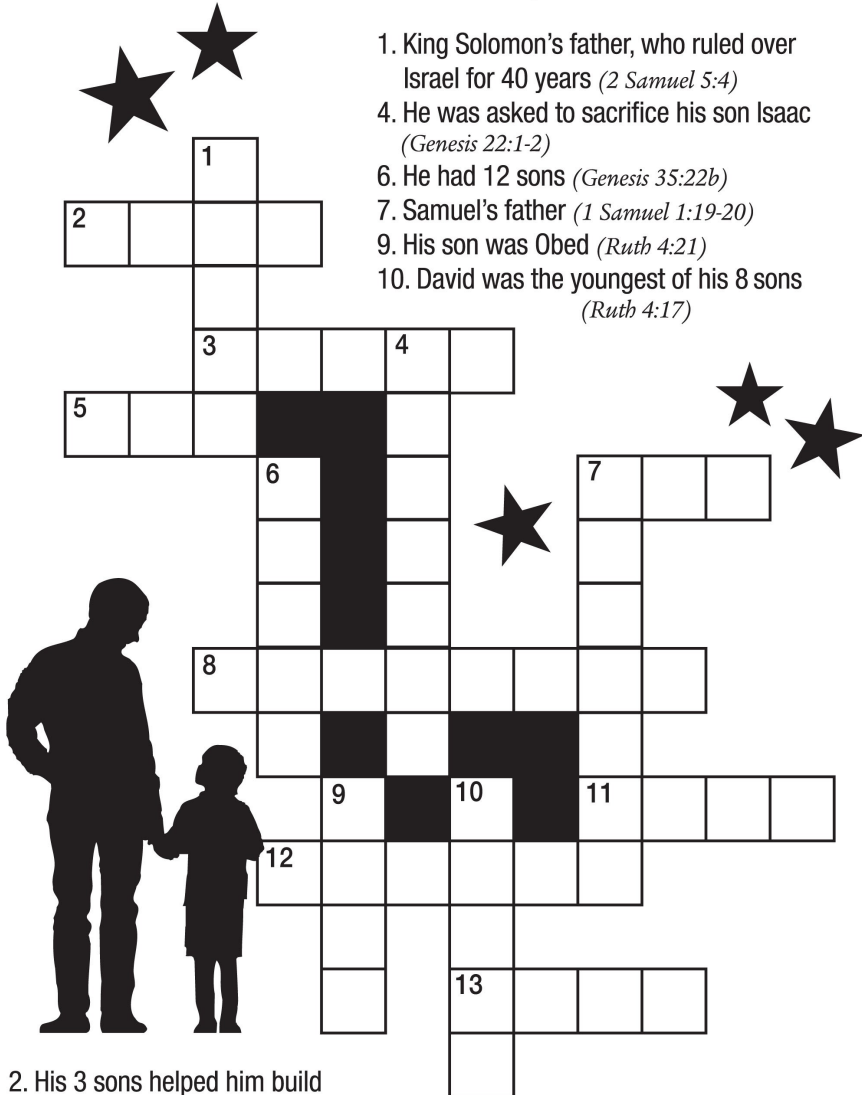 1. King Solomon’s father, who ruled over
Israel for 40 years (2 Samuel 5:4)
4. He was asked to sacrifice his son Isaac
(Genesis 22:1-2)
6. He had 12 sons (Genesis 35:22b)
7. Samuel’s father (1 Samuel 1:19-20)
9. His son was Obed (Ruth 4:21)
10. David was the youngest of his 8 sons
(Ruth 4:17)
1
2
3 4
5
6 7
8
9 10 11
12
13
2. His 3 sons helped him build